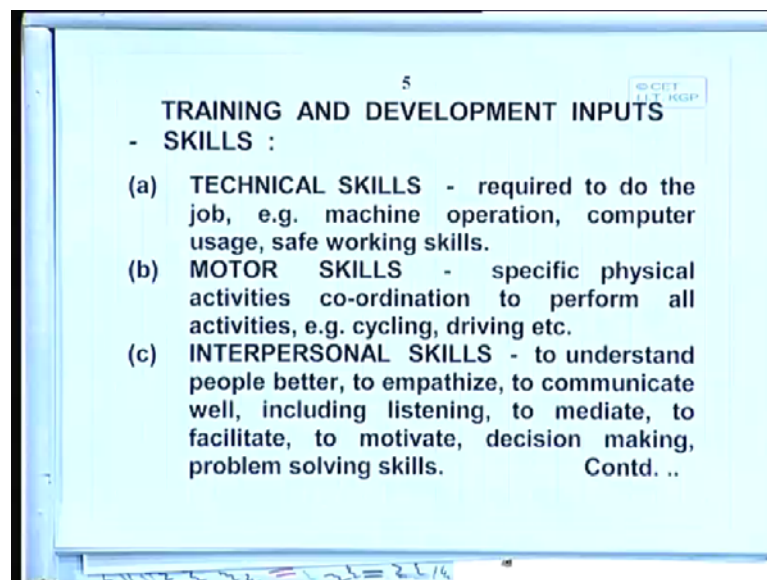 5
© CET
I.I.T. KGP
TRAINING AND DEVELOPMENT INPUTS
- SKILLS :
(a) TECHNICAL SKILLS - required to do the
job, e.g. machine operation, computer
usage, safe working skills.
(b) MOTOR SKILLS - specific physical
activities co-ordination to perform all
activities, e.g. cycling, driving etc.
(c) INTERPERSONAL SKILLS - to understand
people better, to empathize, to communicate
well, including listening, to mediate, to
facilitate, to motivate, decision making,
problem solving skills. Contd. ..